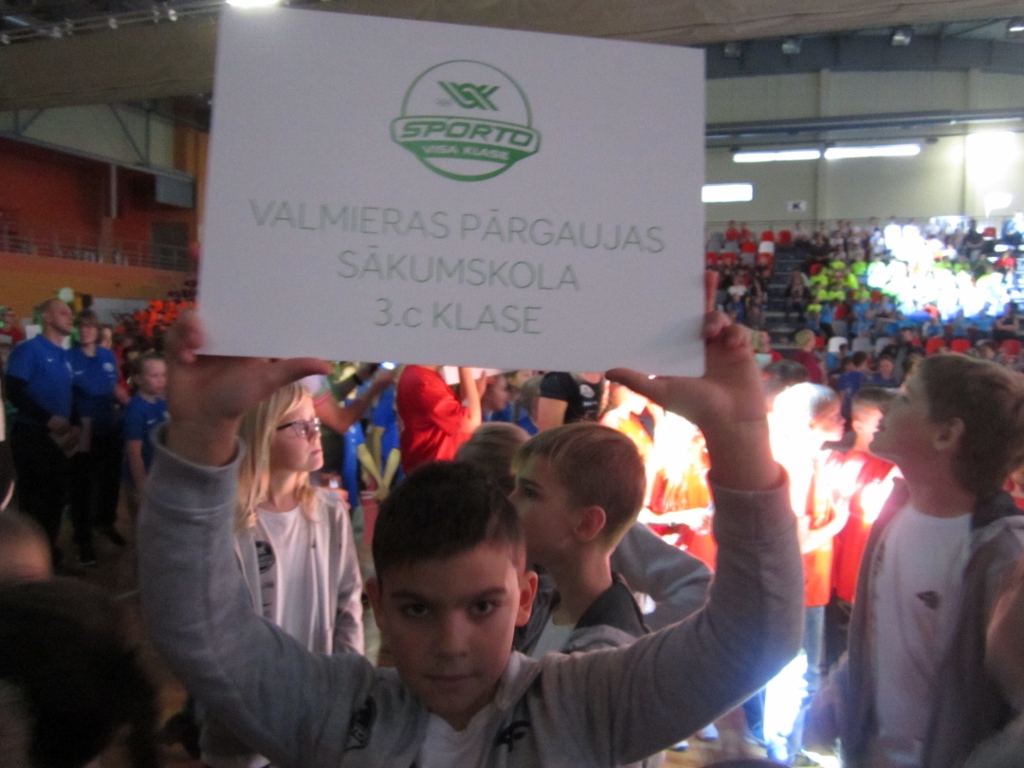 SPORTO
VISA KLASE
VALMIERAS PĀRGAUJAS
SĀKUMSKOLA
3.c KLASE